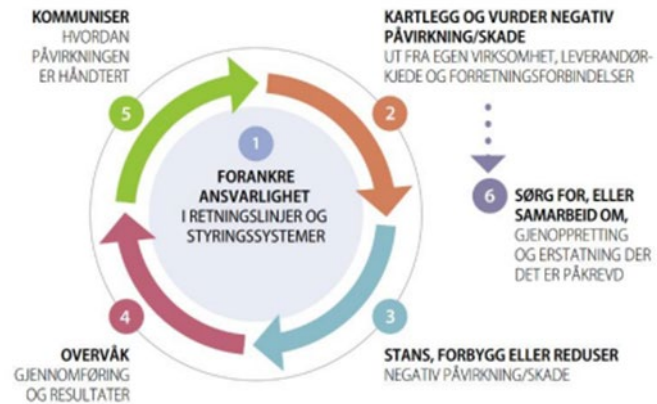 1
FORANKRE
ANSVARLIGHET
I RETNINGSLINJER OG
STYRINGSSYSTEMER
2
KARTLEGG OG VURDER NEGATIV
PÅVIRKNING/SKADE
UT FRA EGEN VIRKSOMHET, LEVERANDØR-
KJEDE OG FORRETNINGSFORBINDELSER
3
STANS, FORBYGG ELLER REDUSER
NEGATIV PÅVIRKNING/SKADE
4
OVERVÅK
GJENNOMFØRING
OG RESULTATER
5
KOMMUNISER
HVORDAN
PÅVIRKNINGEN
ER HÅNDTERT
6
SØRG FOR, ELLER
SAMARBEID OM,
GJENOPPRETTING
OG ERSTATNING DER
DET ER PÅKREVD